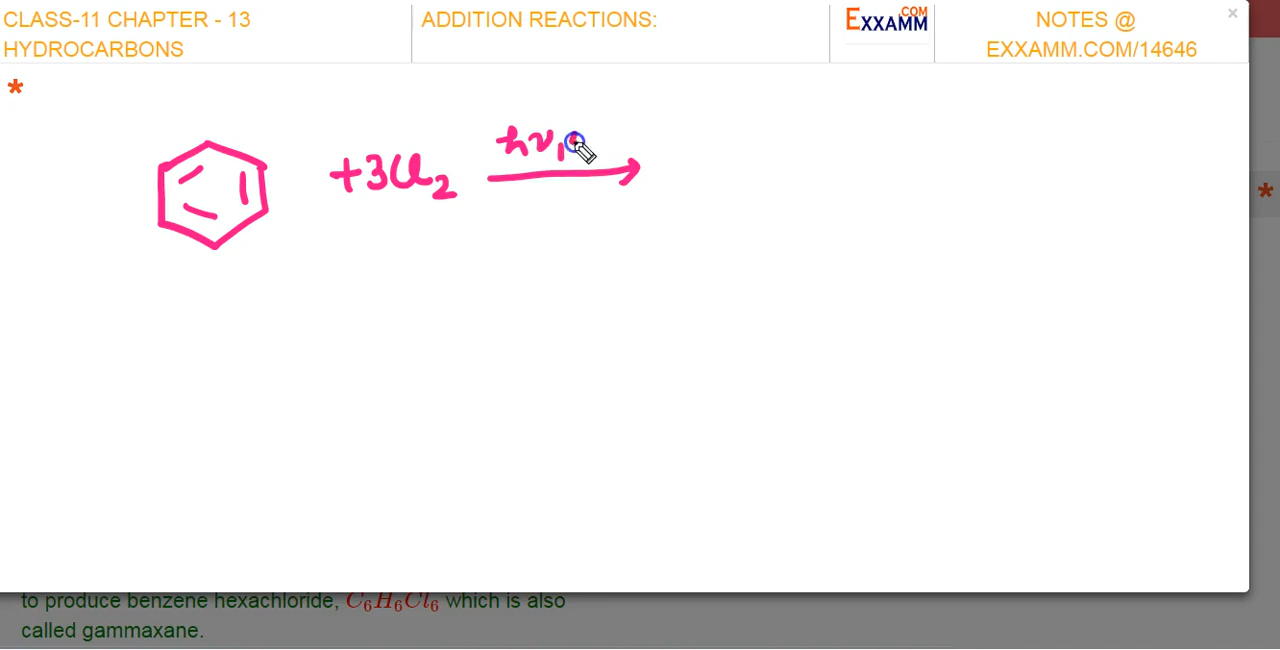 CLASS-11 CHAPTER - 13
HYDROCARBONS
ADDITION REACTIONS:
EXXAMM
.COM
NOTES @
EXXAMM.COM/14646
×
*
+3Cl₂
hν,
*
to produce benzene hexachloride, C₆H₆Cl₆ which is also
called gammaxane.